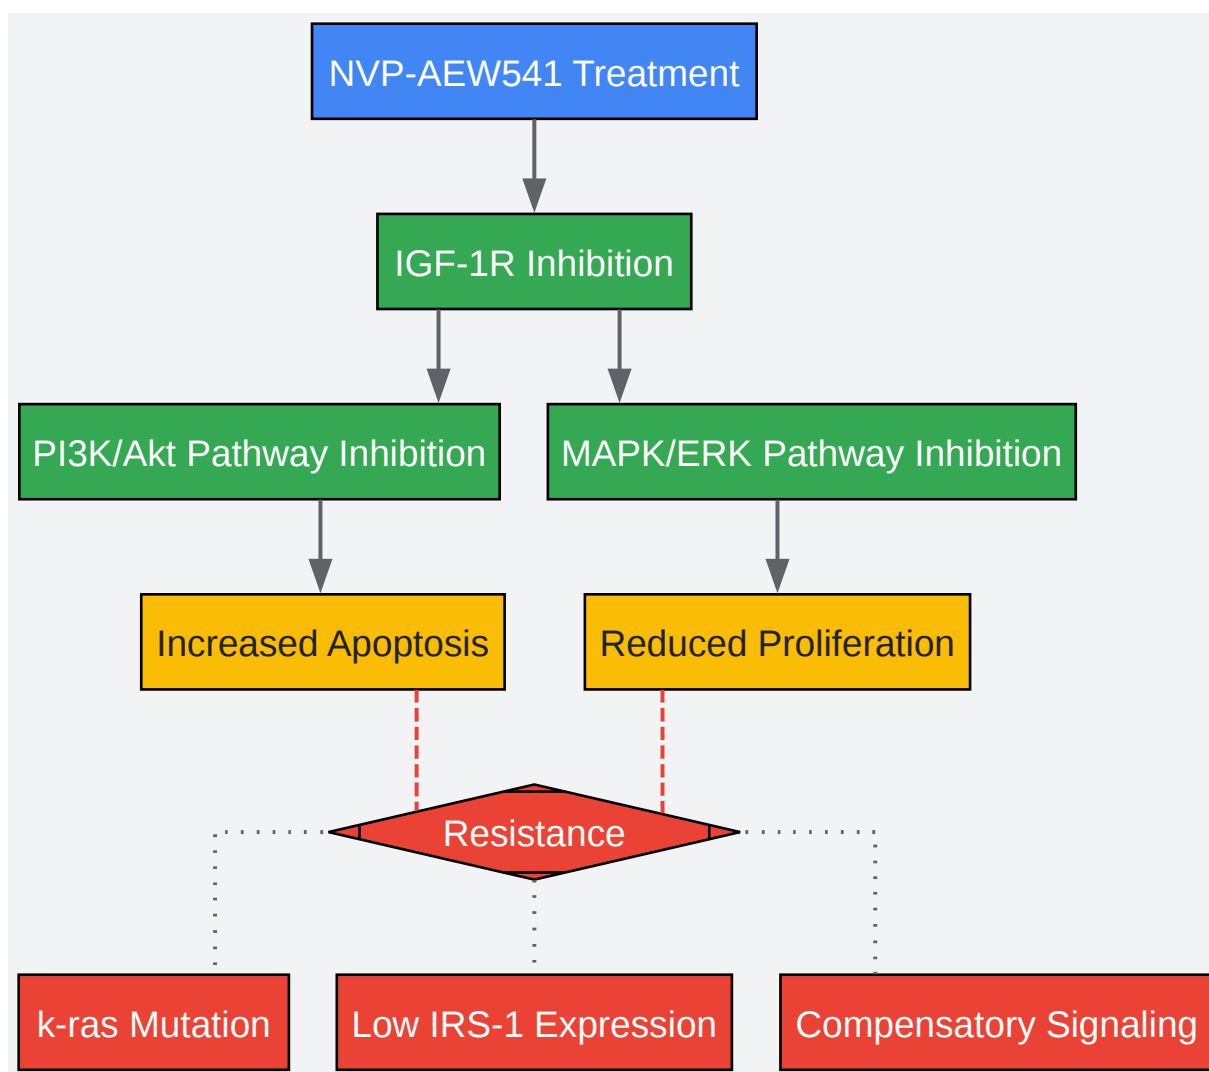 NVP-AEW541 Treatment
IGF-1R Inhibition
PI3K/Akt Pathway Inhibition
MAPK/ERK Pathway Inhibition
Increased Apoptosis
Reduced Proliferation
Resistance
k-ras Mutation
Low IRS-1 Expression
Compensatory Signaling